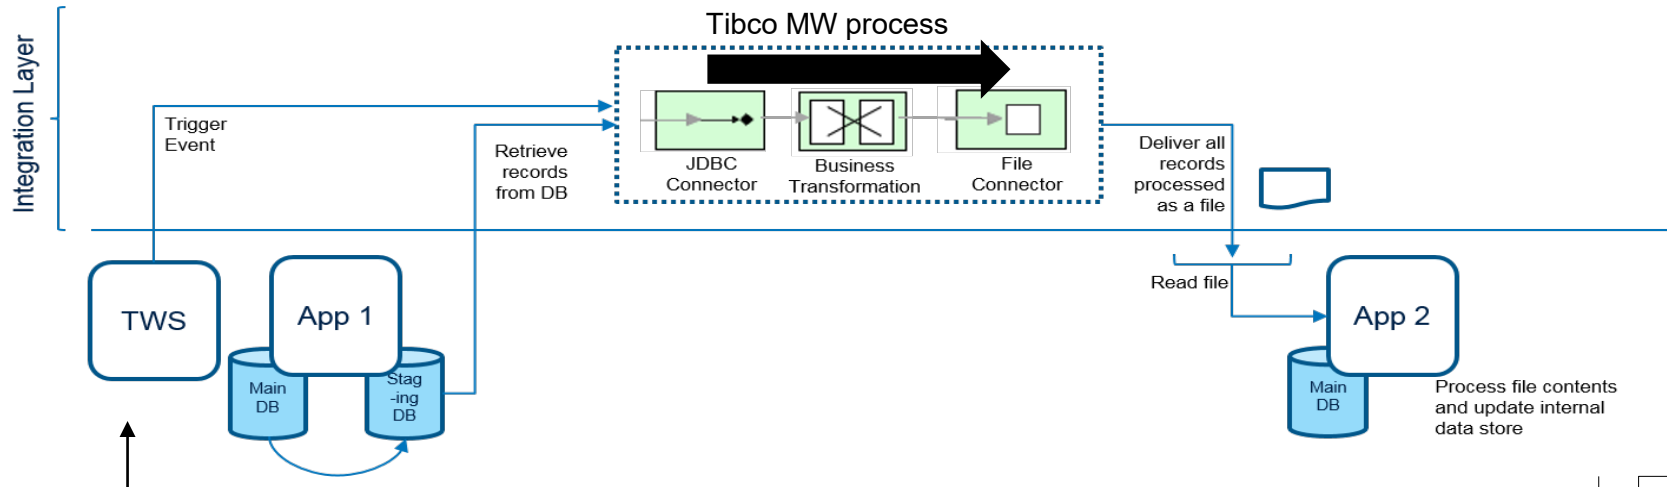 Tibco MW process
Integration Layer
Trigger
Event
Retrieve
records
from DB
JDBC
Connector
Business
Transformation
File
Connector
Deliver all
records
processed
as a file
TWS
App 1
Main
DB
Stag
-ing
DB
Read file
App 2
Main
DB
Process file contents
and update internal
data store